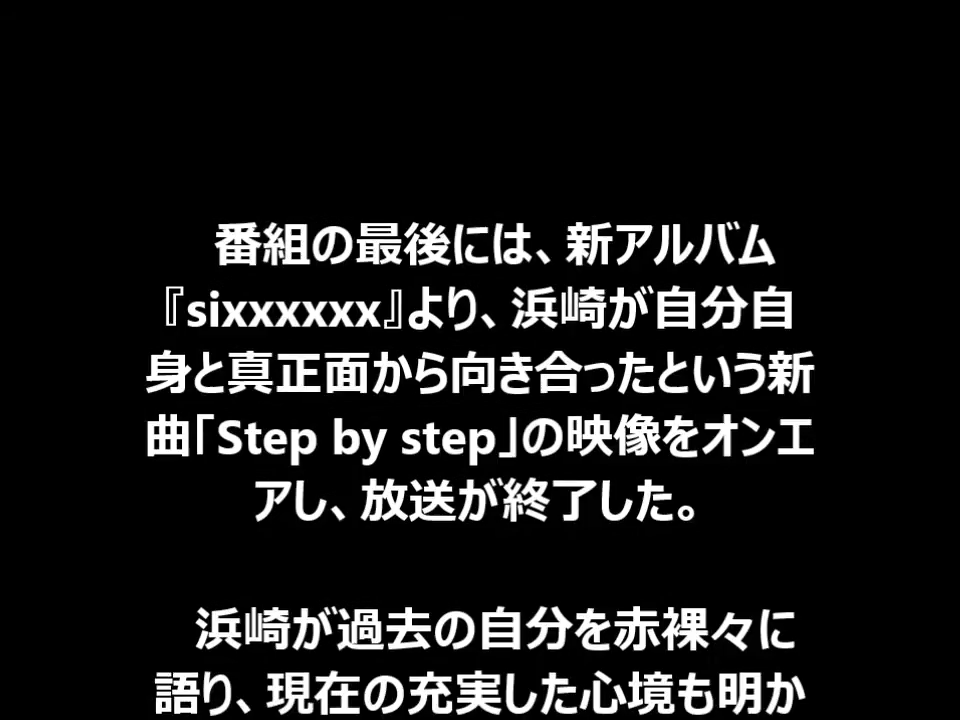 番組の最後には、新アルバム
『sixxxxxx』より、浜崎が自分自
身と真正面から向き合ったという新
曲「Step by step」の映像をオンエ
アし、放送が終了した。
浜崎が過去の自分を赤裸々に
語り、現在の充実した心境も明か